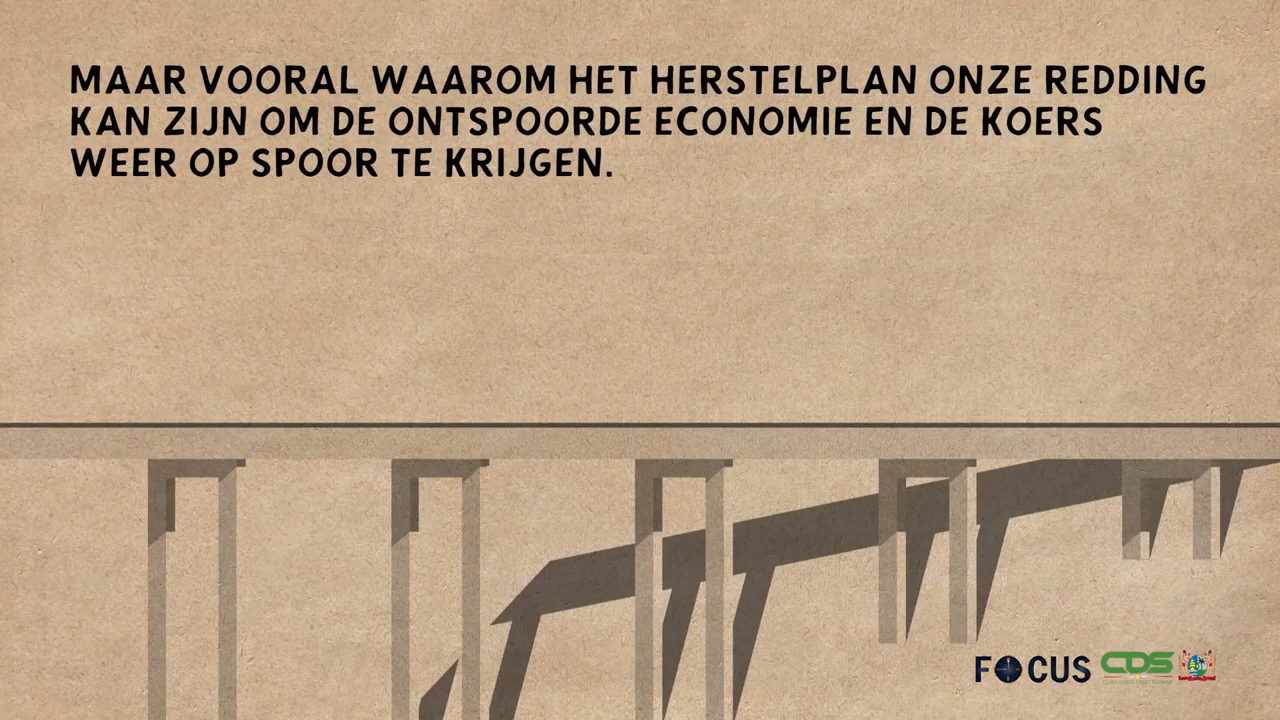 MAAR VOORAL WAAROM HET HERSTELPLAN ONZE REDDING
KAN ZIJN OM DE ONTSPOORDE ECONOMIE EN DE KOERS
WEER OP SPOOR TE KRIJGEN.
FOCUS CDS